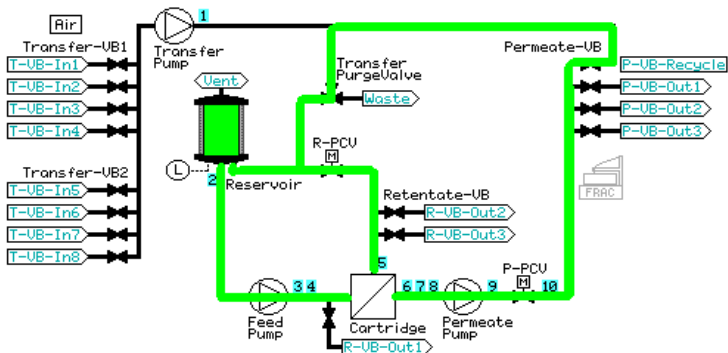 Air
1
Transfer
Pump
Transfer-VB1
T-VB-In1
T-VB-In2
T-VB-In3
T-VB-In4
Transfer-VB2
T-VB-In5
T-VB-In6
T-VB-In7
T-VB-In8
Vent
L
2
Reservoir
Transfer
PurgeValve
Waste
R-PCV
M
Permeate-VB
P-VB-Recycle
P-VB-Out1
P-VB-Out2
P-VB-Out3
FRAC
Retentate-VB
R-VB-Out2
R-VB-Out3
5
3 4
Feed
Pump
Cartridge
R-VB-Out1
6 7 8
Permeate
Pump
9
P-PCV
M
10